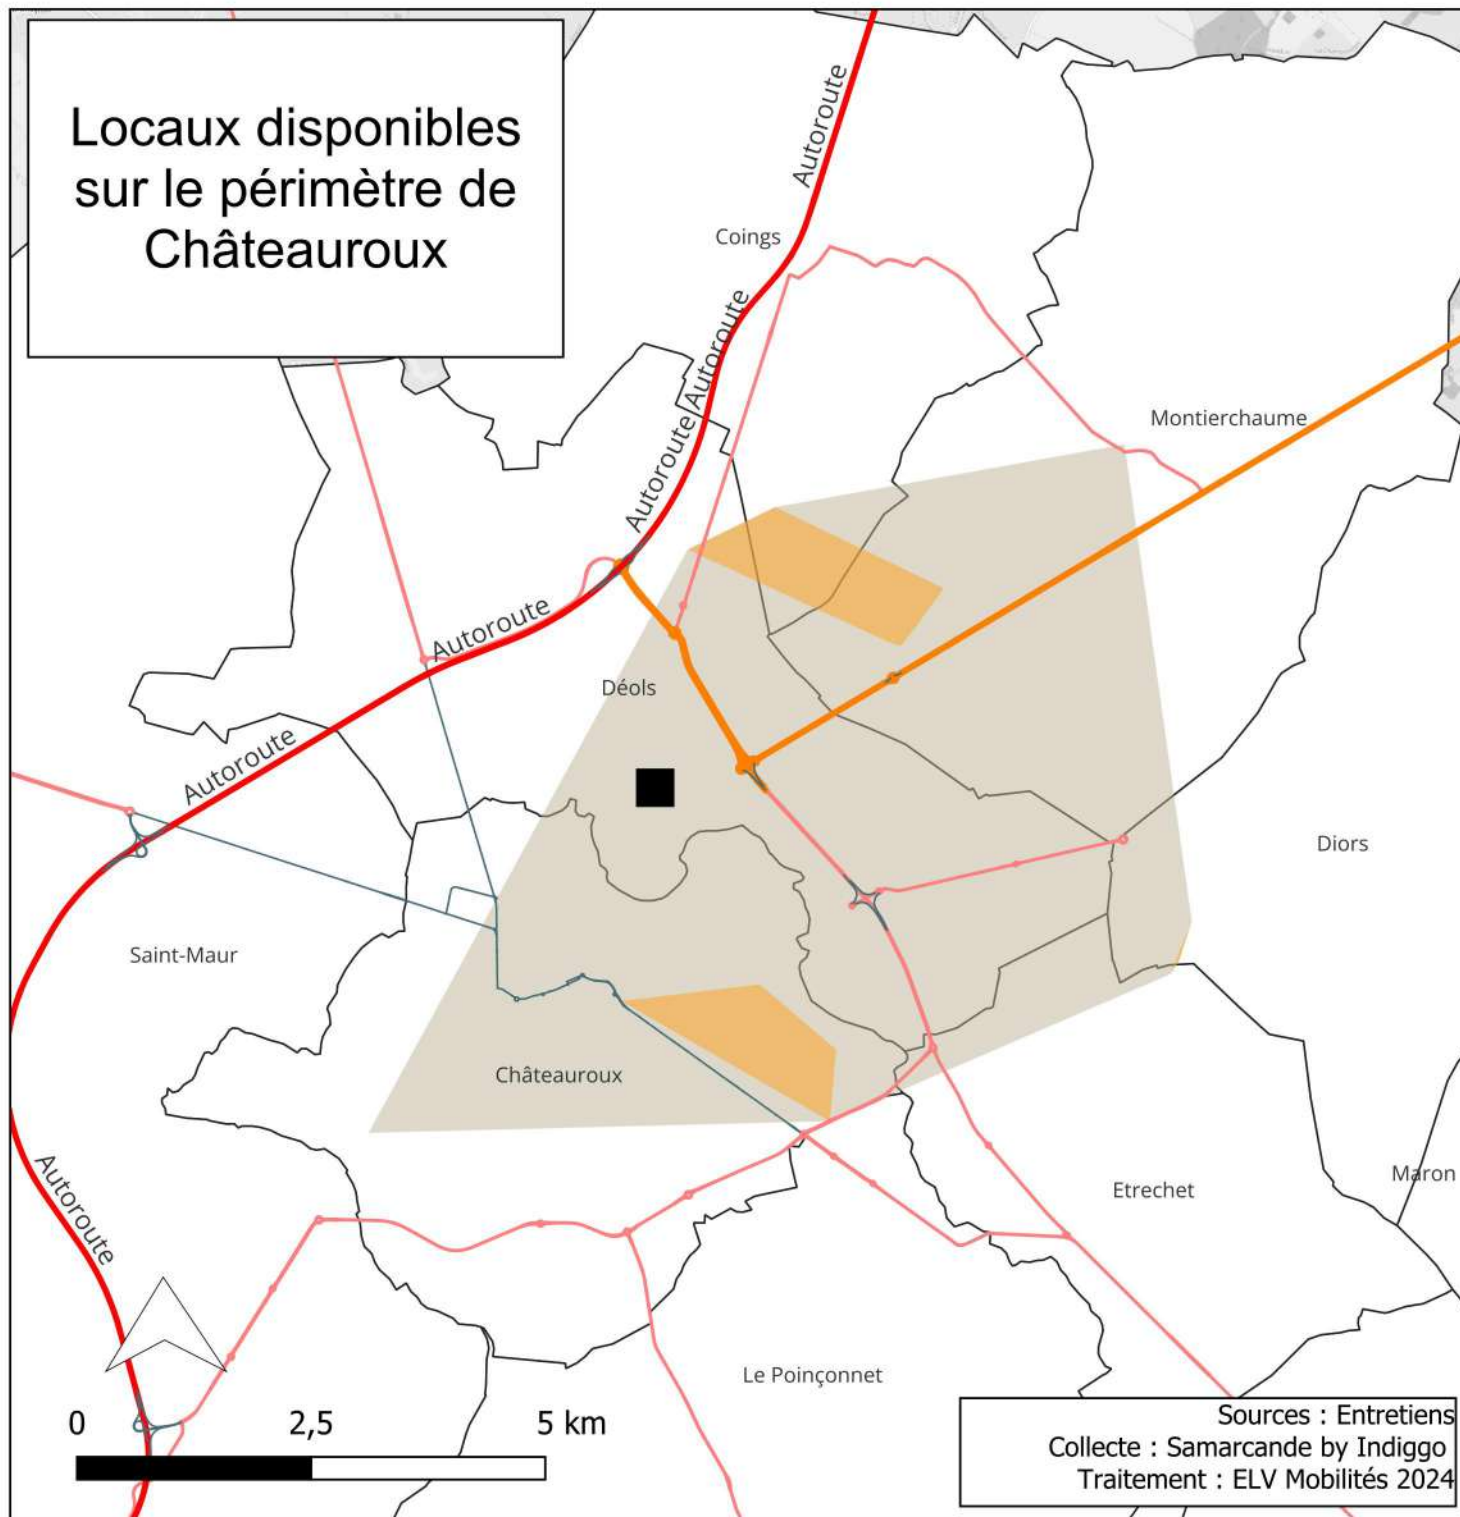 Locaux disponibles
sur le périmètre de
Châteauroux
Autoroute
Coings
Autoroute
Montierchaume
Autoroute
Autoroute
Déols
Autoroute
Diors
Saint-Maur
Châteauroux
Autoroute
Maron
Etrechet
Le Poinçonnet
0 2,5 5 km
Sources : Entretiens
Collecte : Samarcande by Indiggo
Traitement : ELV Mobilités 2024